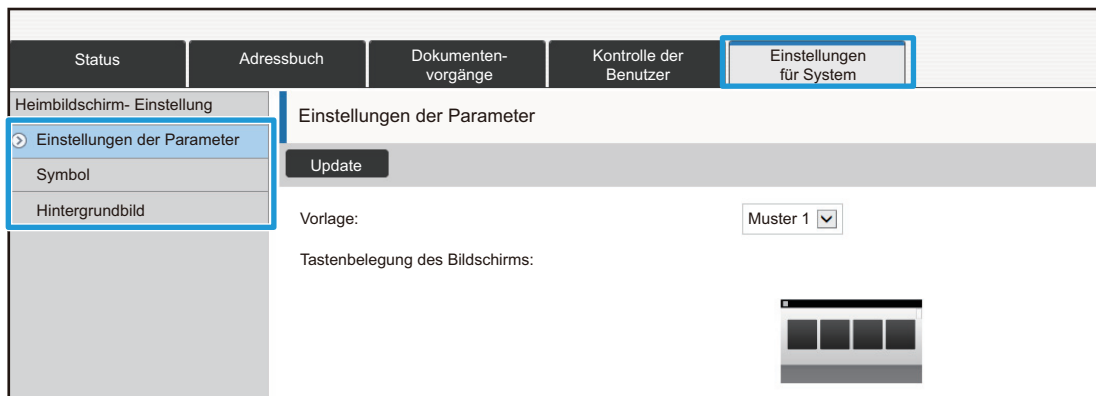 Status
Adressbuch
Dokumenten-
vorgänge
Kontrolle der
Benutzer
Einstellungen
für System
Heimbildschirm- Einstellung
Einstellungen der Parameter
Symbol
Hintergrundbild
Einstellungen der Parameter
Update
Vorlage:
Muster 1
Tastenbelegung des Bildschirms: